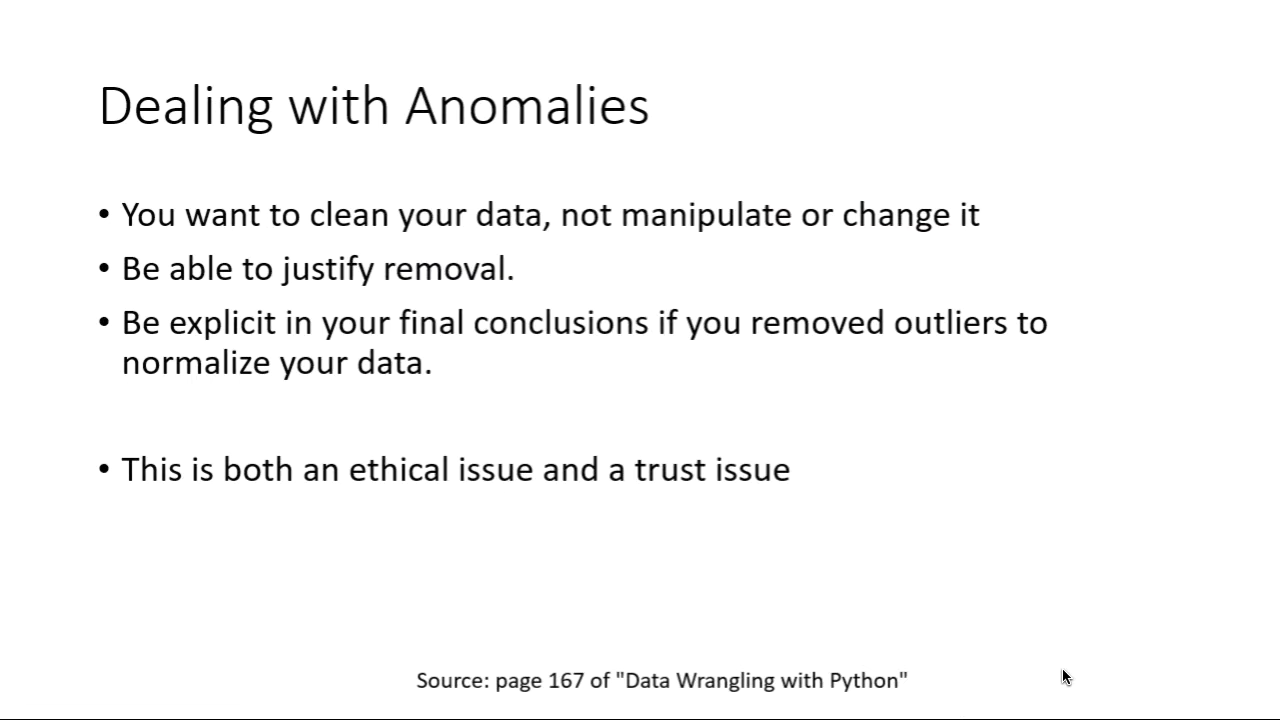 Dealing with Anomalies
• You want to clean your data, not manipulate or change it
• Be able to justify removal.
• Be explicit in your final conclusions if you removed outliers to
normalize your data.
• This is both an ethical issue and a trust issue
Source: page 167 of "Data Wrangling with Python"